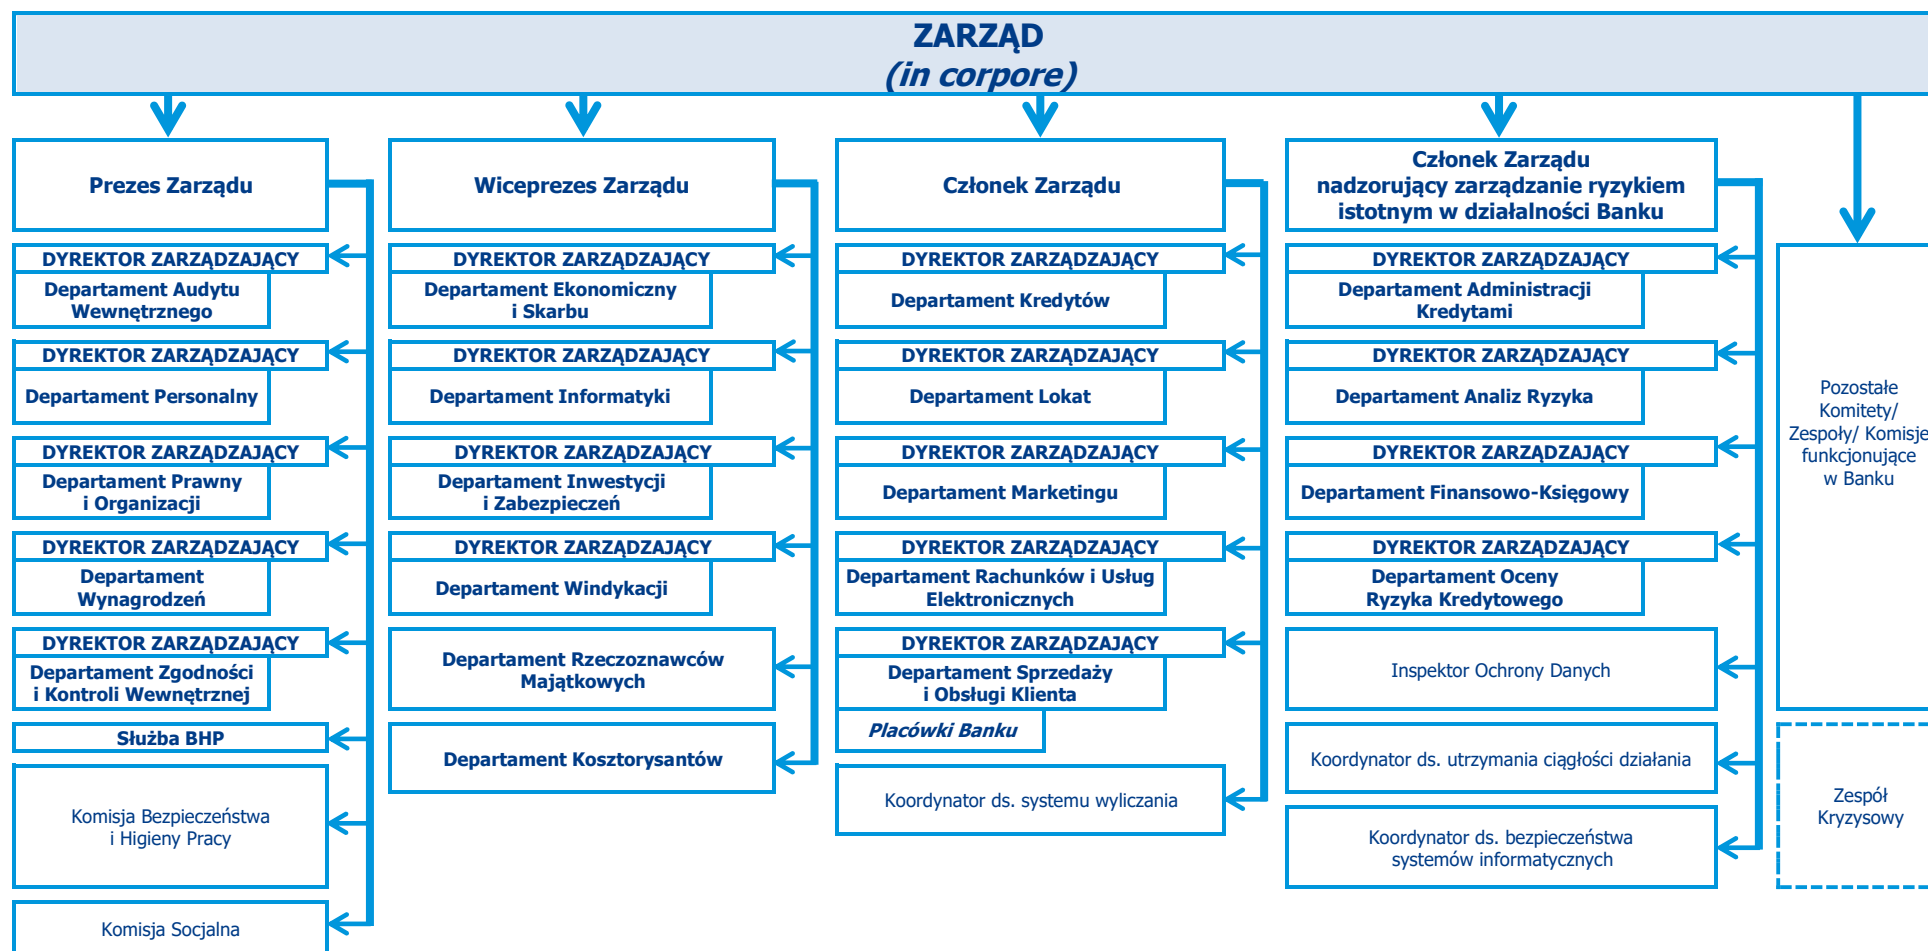 ZARZĄD
(in corpore)
Prezes Zarządu
DYREKTOR ZARZĄDZAJĄCY
Departament Audytu
Wewnętrznego
DYREKTOR ZARZĄDZAJĄCY
Departament Personalny
DYREKTOR ZARZĄDZAJĄCY
Departament Prawny
i Organizacji
DYREKTOR ZARZĄDZAJĄCY
Departament
Wynagrodzeń
DYREKTOR ZARZĄDZAJĄCY
Departament Zgodności
i Kontroli Wewnętrznej
Służba BHP
Komisja Bezpieczeństwa
i Higieny Pracy
Komisja Socjalna
Wiceprezes Zarządu
DYREKTOR ZARZĄDZAJĄCY
Departament Ekonomiczny
i Skarbu
DYREKTOR ZARZĄDZAJĄCY
Departament Informatyki
DYREKTOR ZARZĄDZAJĄCY
Departament Inwestycji
i Zabezpieczeń
DYREKTOR ZARZĄDZAJĄCY
Departament Windykacji
Departament Rzeczoznawców
Majątkowych
Departament Kosztorysantów
Członek Zarządu
DYREKTOR ZARZĄDZAJĄCY
Departament Kredytów
DYREKTOR ZARZĄDZAJĄCY
Departament Lokat
DYREKTOR ZARZĄDZAJĄCY
Departament Marketingu
DYREKTOR ZARZĄDZAJĄCY
Departament Rachunków i Usług
Elektronicznych
DYREKTOR ZARZĄDZAJĄCY
Departament Sprzedaży
i Obsługi Klienta
Placówki Banku
Koordynator ds. systemu wyliczania
Członek Zarządu
nadzorujący zarządzanie ryzykiem
istotnym w działalności Banku
DYREKTOR ZARZĄDZAJĄCY
Departament Administracji
Kredytami
DYREKTOR ZARZĄDZAJĄCY
Departament Analiz Ryzyka
DYREKTOR ZARZĄDZAJĄCY
Departament Finansowo-Księgowy
DYREKTOR ZARZĄDZAJĄCY
Departament Oceny
Ryzyka Kredytowego
Inspektor Ochrony Danych
Koordynator ds. utrzymania ciągłości działania
Koordynator ds. bezpieczeństwa
systemów informatycznych
Pozostałe
Komitety/
Zespoły/ Komisje
funkcjonujące
w Banku
Zespół
Kryzysowy